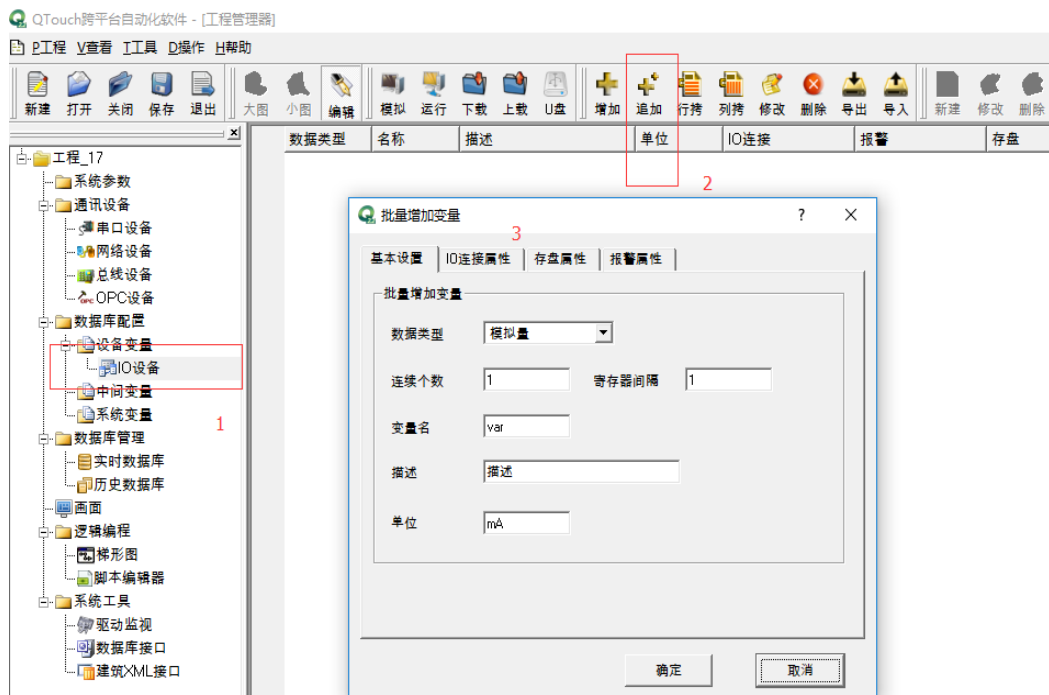 QTouch跨平台自动化软件 - [工程管理器]
P工程 V查看 T工具 D操作 H帮助
新建 打开 关闭 保存 退出 大图 小图 编辑 模拟 运行 下载 上载 U盘 增加 追加 行拷 列拷 修改 删除 导出 导入 新建 修改 删除
数据类型 名称 描述 单位 IO连接 报警 存盘
工程_17
系统参数
通讯设备
串口设备
网络设备
总线设备
OPC OPC设备
数据库配置
设备变量
IO设备
中间变量
系统变量
1
数据库管理
实时数据库
历史数据库
画面
逻辑编程
梯形图
脚本编辑器
系统工具
驱动监视
数据库接口
建筑XML接口
2
批量增加变量 ?
3
基本设置 IO连接属性 存盘属性 报警属性
批量增加变量
数据类型 模拟量
连续个数 1 寄存器间隔 1
变量名 var
描述 描述
单位 mA
确定 取消